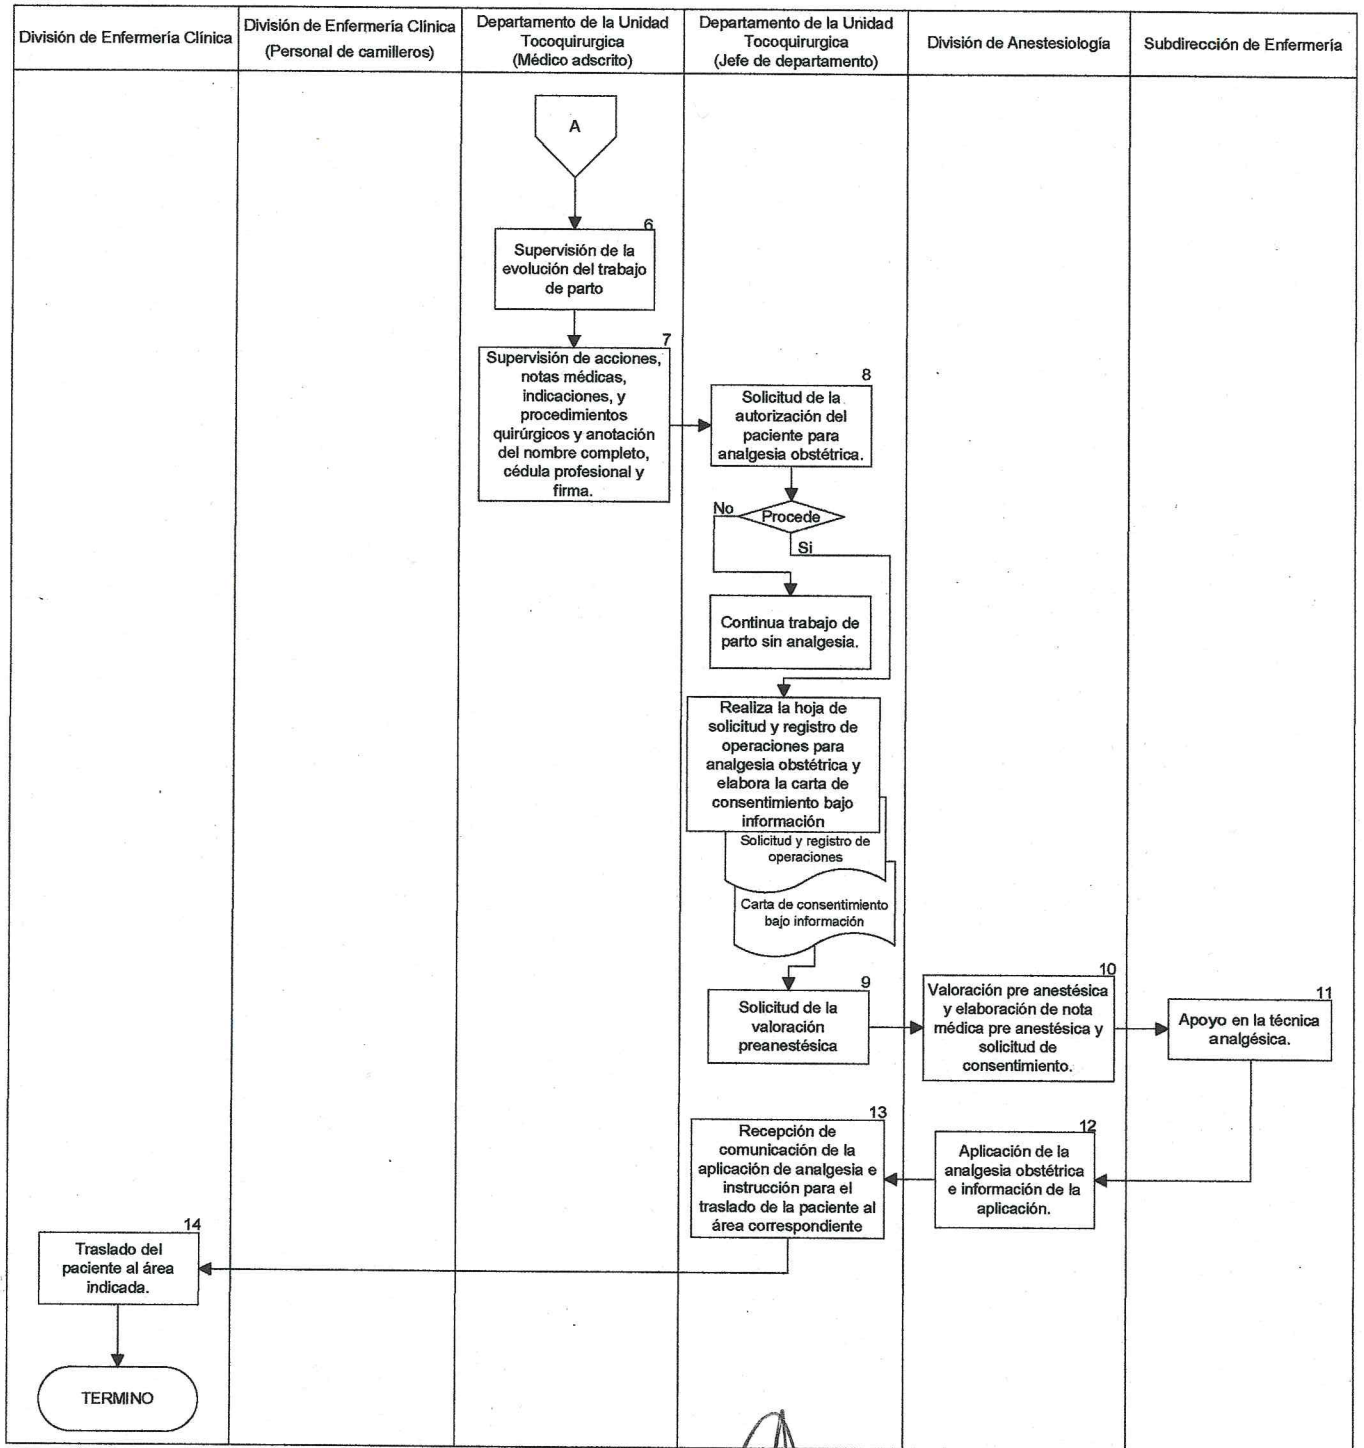 División de Enfermería Clínica
División de Enfermería Clínica
(Personal de camilleros)
Departamento de la Unidad
Tocoquirurgica
(Médico adscrito)
Departamento de la Unidad
Tocoquirurgica
(Jefe de departamento)
División de Anestesiología
Subdirección de Enfermería
A
6
Supervisión de la
evolución del trabajo
de parto
7
Supervisión de acciones,
notas médicas,
indicaciones, y
procedimientos
quirúrgicos y anotación
del nombre completo,
cédula profesional y
firma.
8
Solicitud de la
autorización del
paciente para
analgesia obstétrica.
No
Procede
Si
Continua trabajo de
parto sin analgesia.
Realiza la hoja de
solicitud y registro de
operaciones para
analgesia obstétrica y
elabora la carta de
consentimiento bajo
información
Solicitud y registro de
operaciones
Carta de consentimiento
bajo información
9
Solicitud de la
valoración
preanestésica
10
Valoración pre anestésica
y elaboración de nota
médica pre anestésica y
solicitud de
consentimiento.
11
Apoyo en la técnica
analgésica.
12
Aplicación de la
analgesia obstétrica
e información de la
aplicación.
13
Recepción de
comunicación de la
aplicación de analgesia e
instrucción para el
traslado de la paciente al
área correspondiente
14
Traslado del
paciente al área
indicada.
TERMINO